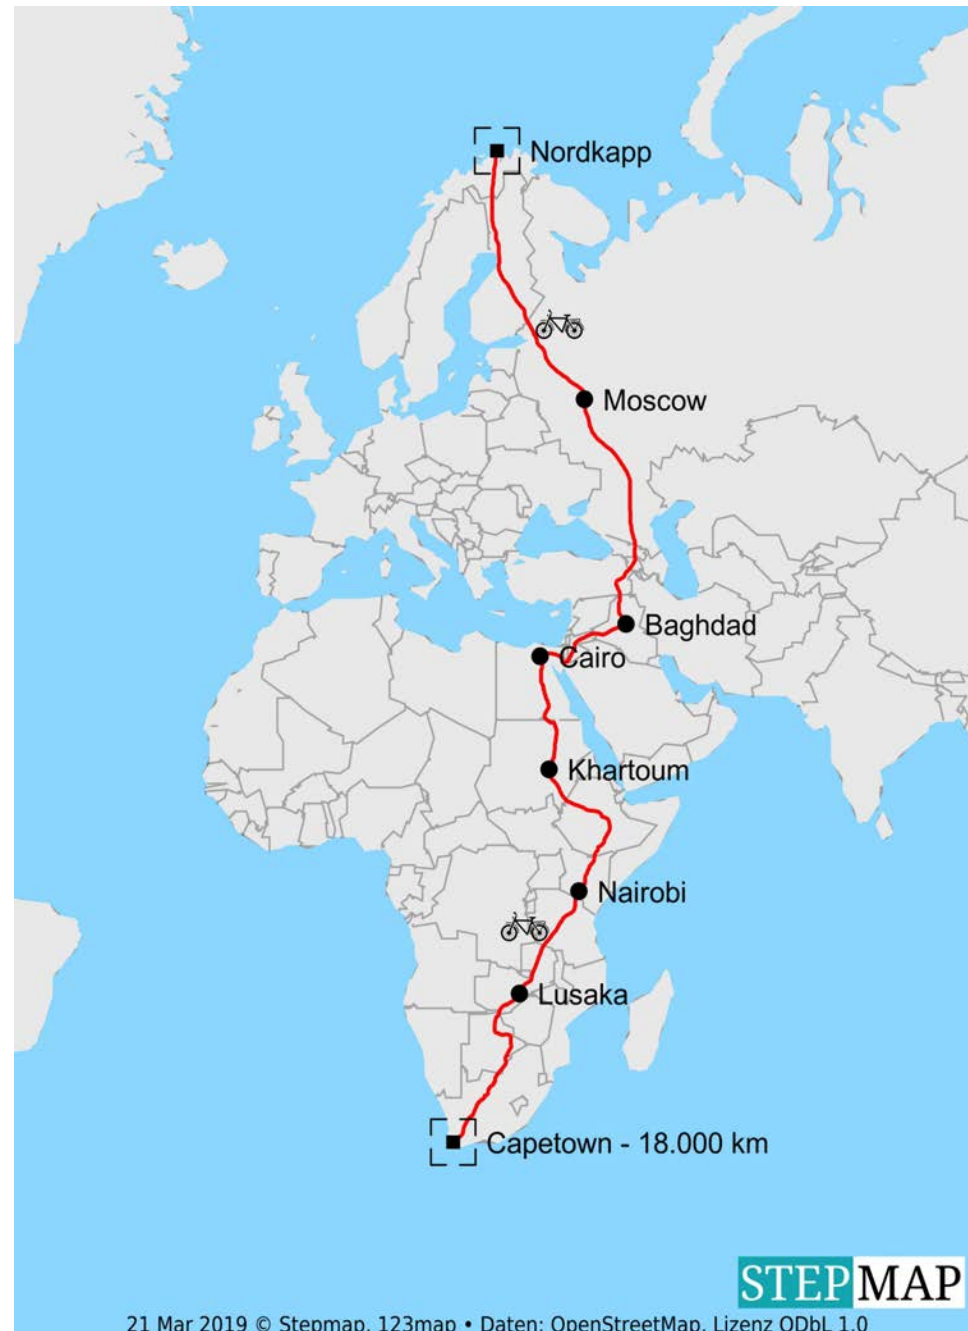 Nordkapp
Moscow
Baghdad
Cairo
Khartoum
Nairobi
Lusaka
Capetown - 18.000 km
STEPMAP
21 Mar 2019 © Stepmap, 123map • Daten: OpenStreetMap, Lizenz ODbL 1.0